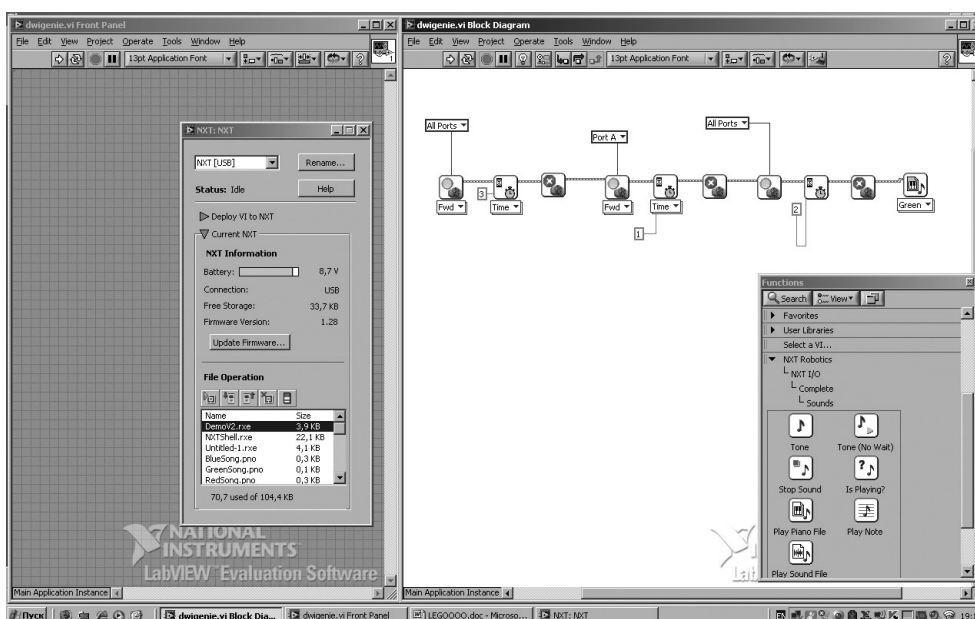 dwigenie.vi Front Panel
File Edit View Project Operate Tools Window Help
13pt Application Font
1
NXT: NXT
NXT [USB]
Rename...
Status: Idle
Help
Deploy VI to NXT
Current NXT
NXT Information
Battery: 8,7 V
Connection: USB
Free Storage: 33,7 KB
Firmware Version: 1.28
Update Firmware...
File Operation
Name Size
DemoV2.rxe 3,9 KB
NXTShell.rxe 22,1 KB
Untitled-1.rxe 4,1 KB
BlueSong.pno 0,3 KB
GreenSong.pno 0,1 KB
RedSong.pno 0,3 KB
70,7 used of 104,4 KB
NATIONAL
INSTRUMENTS
LabVIEW Evaluation Software
Main Application Instance
dwigenie.vi Block Diagram
File Edit View Project Operate Tools Window Help
13pt Application Font
All Ports
Port A
All Ports
3
2
Fwd Time Fwd Time Green
1
Functions
Search View
Favorites
User Libraries
Select a VI...
NXT Robotics
NXT I/O
Complete
Sounds
Tone Tone (No Wait)
Stop Sound Is Playing?
Play Piano File Play Note
Play Sound File
Lab
Main Application Instance
пуск
dwigenie.vi Block Dia...
dwigenie.vi Front Panel
LEGOOOO.doc - Microso...
NXT: NXT